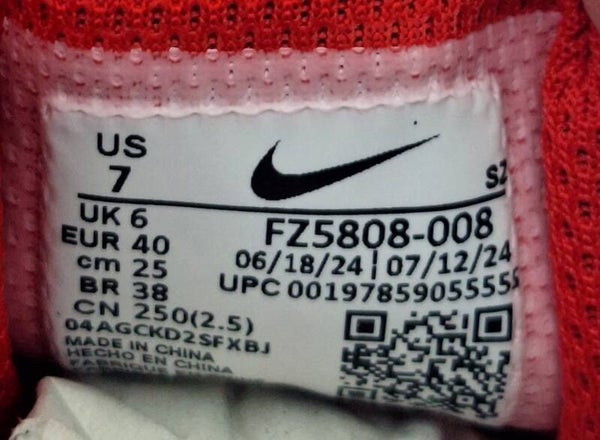 US
7
SZ
UK 6
FZ5808-008
EUR 40
06/18/24 | 07/12/24
cm 25
UPC 00197859055555
BR 38
CN 250(2.5)
04AGCKD2SFXBJ
MADE IN CHINA
HECHO EN CHINA
FABRIQUÉ